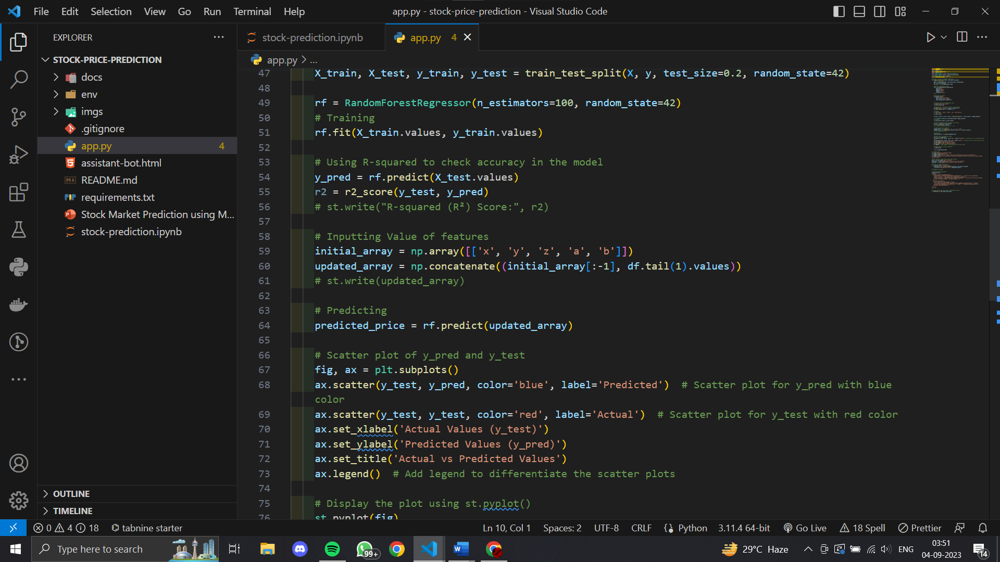 File Edit Selection View Go Run Terminal Help
app.py - stock-price-prediction - Visual Studio Code
EXPLORER
stock-prediction.ipynb
app.py 4
STOCK-PRICE-PREDICTION
docs
env
imgs
.gitignore
app.py 4
assistant-bot.html
README.md
requirements.txt
Stock Market Prediction using M...
stock-prediction.ipynb
OUTLINE
TIMELINE
app.py > ...
47 X_train, X_test, y_train, y_test = train_test_split(X, y, test_size=0.2, random_state=42)
48
49 rf = RandomForestRegressor(n_estimators=100, random_state=42)
50 # Training
51 rf.fit(X_train.values, y_train.values)
52
53 # Using R-squared to check accuracy in the model
54 y_pred = rf.predict(X_test.values)
55 r2 = r2_score(y_test, y_pred)
56 # st.write("R-squared (R²) Score:", r2)
57
58 # Inputting Value of features
59 initial_array = np.array([['x', 'y', 'z', 'a', 'b']])
60 updated_array = np.concatenate((initial_array[:-1], df.tail(1).values))
61 # st.write(updated_array)
62
63 # Predicting
64 predicted_price = rf.predict(updated_array)
65
66 # Scatter plot of y_pred and y_test
67 fig, ax = plt.subplots()
68 ax.scatter(y_test, y_pred, color='blue', label='Predicted') # Scatter plot for y_pred with blue
color
69 ax.scatter(y_test, y_test, color='red', label='Actual') # Scatter plot for y_test with red color
70 ax.set_xlabel('Actual Values (y_test)')
71 ax.set_ylabel('Predicted Values (y_pred)')
72 ax.set_title('Actual vs Predicted Values')
73 ax.legend() # Add legend to differentiate the scatter plots
74
75 # Display the plot using st.pyplot()
76 st.pyplot(fig)
0 4 18 tabnine starter
Ln 10, Col 1 Spaces: 2 UTF-8 CRLF Python 3.11.4 64-bit Go Live 18 Spell Prettier
Type here to search
99+
29°C Haze
ENG
03:51
04-09-2023
14